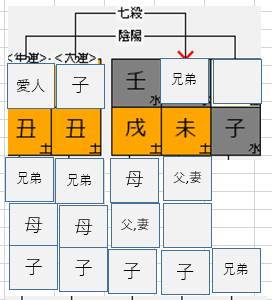 七殺
陰陽
<年運> <大運>
愛人 子 壬 水 兄弟
丑 土 丑 土 戌 土 未 土 子 水
兄弟 兄弟 母 父,妻
母 母 父,妻
子 子 子 子 兄弟